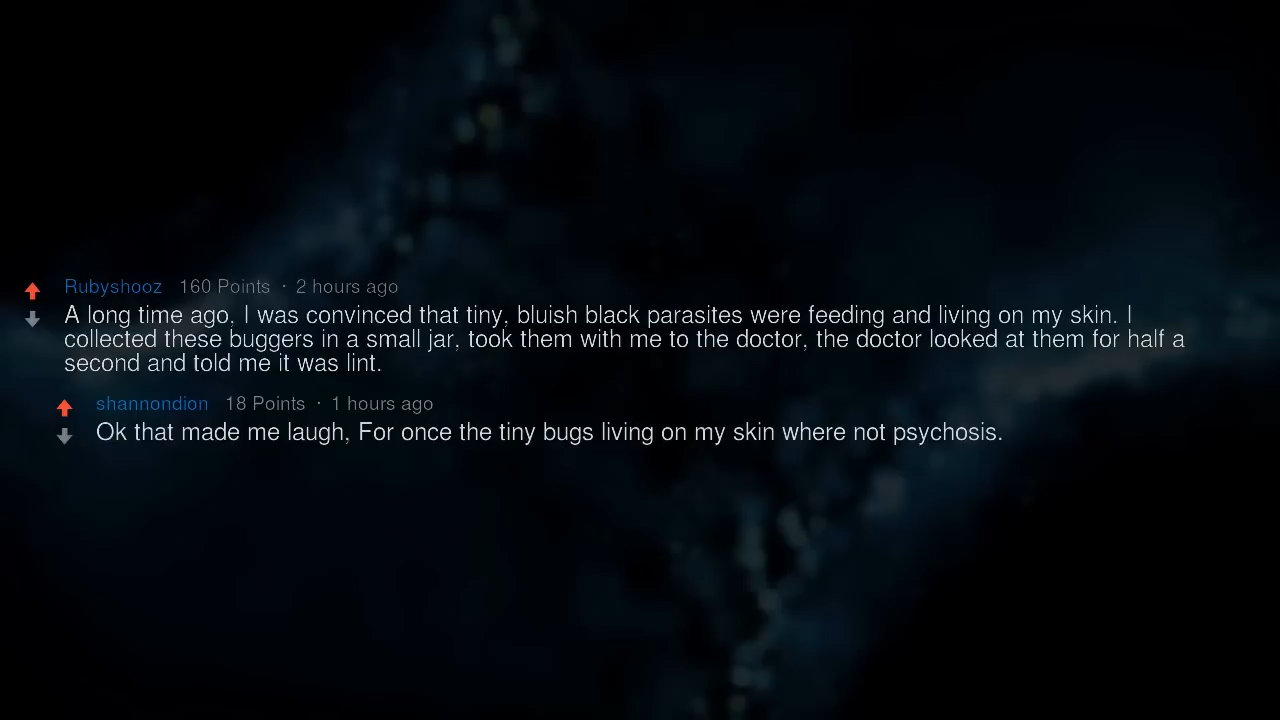 Rubyshooz 160 Points · 2 hours ago
A long time ago, I was convinced that tiny, bluish black parasites were feeding and living on my skin. I
collected these buggers in a small jar, took them with me to the doctor, the doctor looked at them for half a
second and told me it was lint.
shannondion 18 Points · 1 hours ago
Ok that made me laugh, For once the tiny bugs living on my skin where not psychosis.